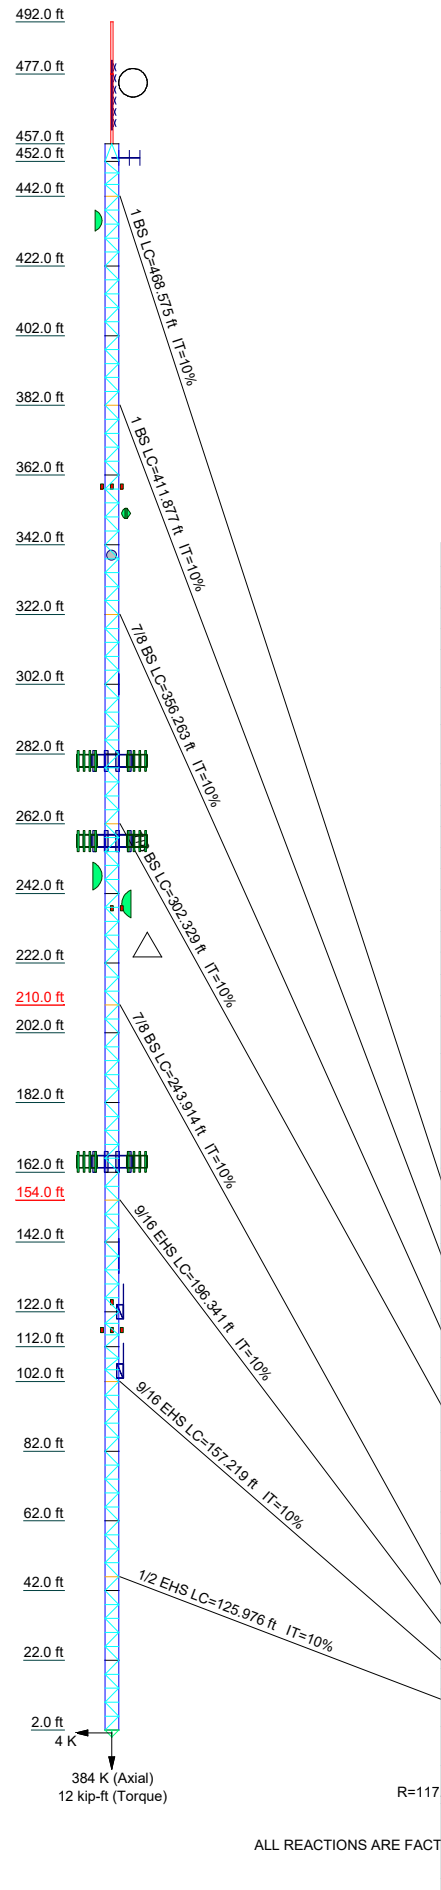 492.0 ft
477.0 ft
457.0 ft
452.0 ft
442.0 ft
1 BS LC=468.575 ft IT=10%
422.0 ft
402.0 ft
382.0 ft
1 BS LC=411.877 ft IT=10%
362.0 ft
342.0 ft
322.0 ft
7/8 BS LC=356.263 ft IT=10%
302.0 ft
282.0 ft
262.0 ft
BS LC=302.329 ft IT=10%
242.0 ft
222.0 ft
210.0 ft
7/8 BS LC=243.914 ft IT=10%
202.0 ft
182.0 ft
162.0 ft
154.0 ft
9/16 EHS LC=196.341 ft IT=10%
142.0 ft
122.0 ft
112.0 ft
102.0 ft
9/16 EHS LC=157.219 ft IT=10%
82.0 ft
62.0 ft
42.0 ft
1/2 EHS LC=125.976 ft IT=10%
22.0 ft
2.0 ft
4 K
384 K (Axial)
12 kip-ft (Torque)
R=117
ALL REACTIONS ARE FACT